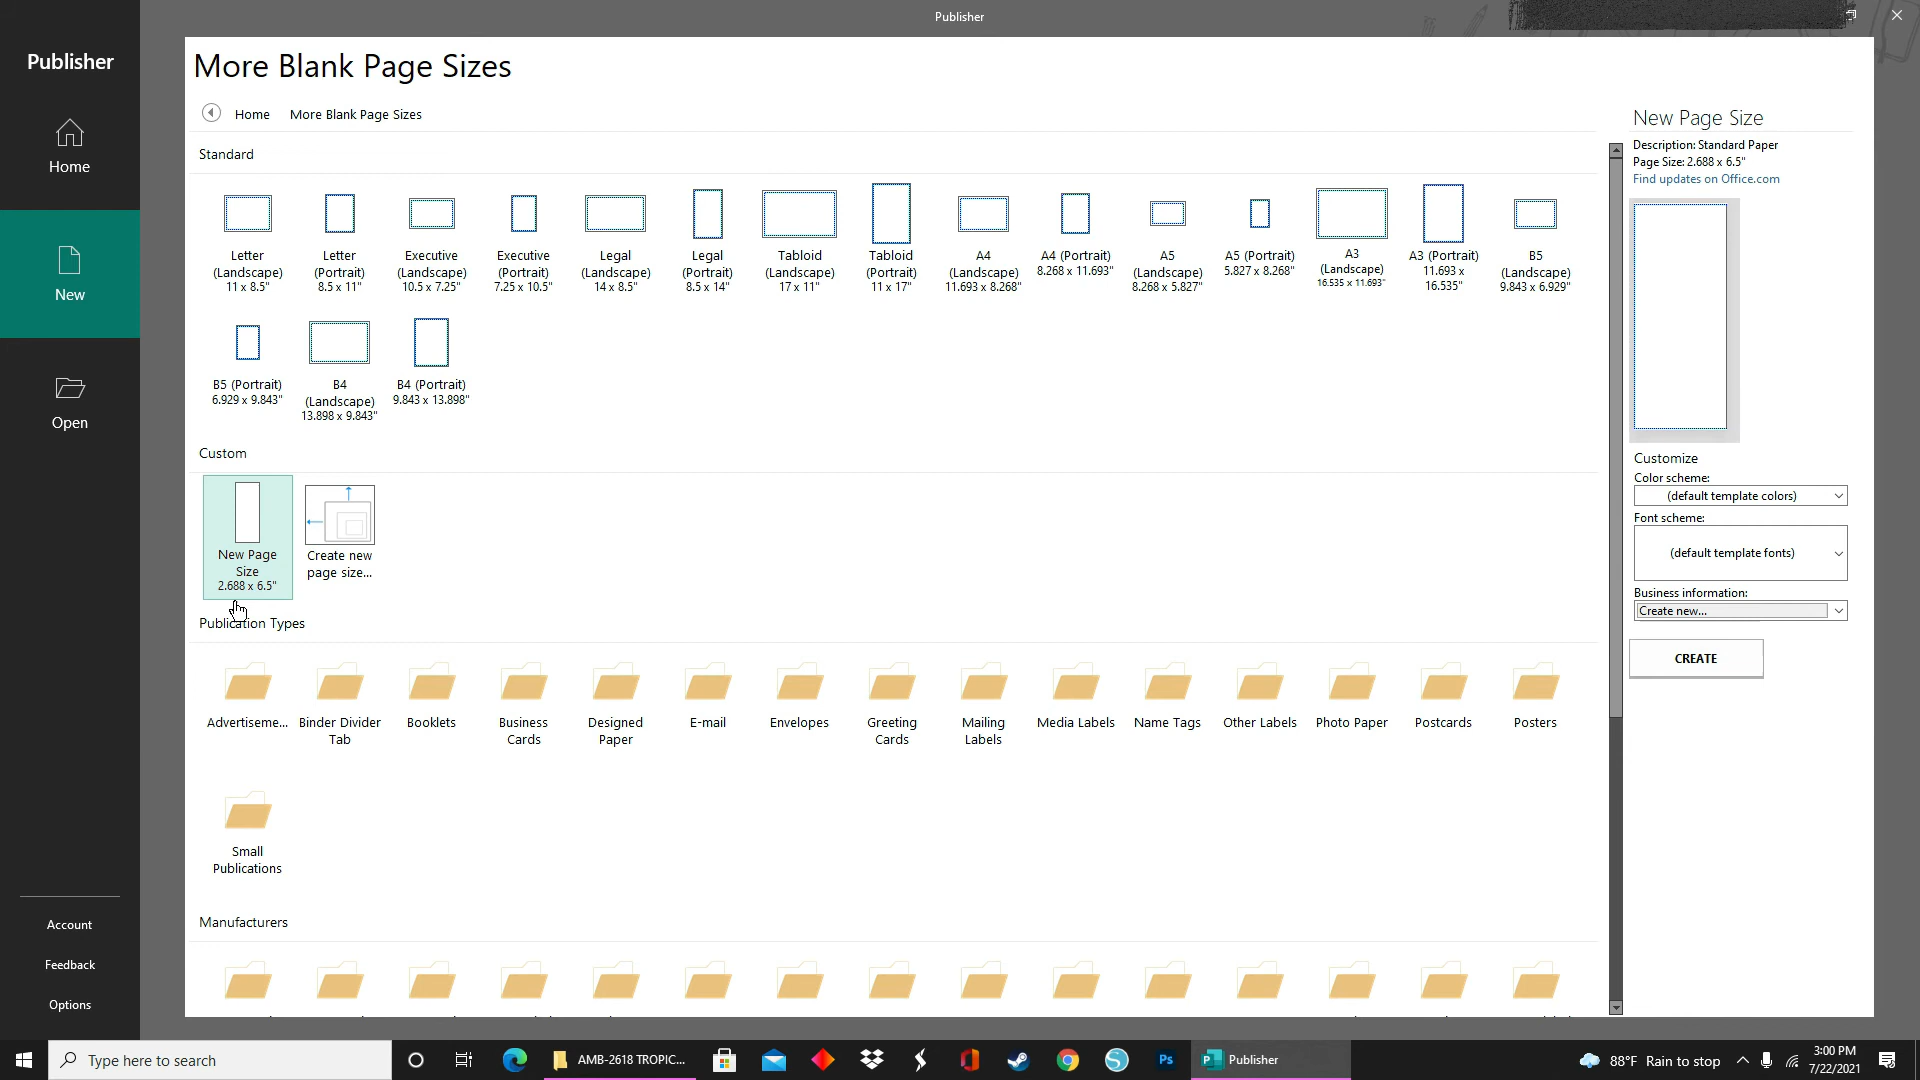 Publisher
Publisher
Home
New
Open
Account
Feedback
Options
More Blank Page Sizes
Home More Blank Page Sizes
Standard
Letter
(Landscape)
11 x 8.5"
Letter
(Portrait)
8.5 x 11"
Executive
(Landscape)
10.5 x 7.25"
Executive
(Portrait)
7.25 x 10.5"
Legal
(Landscape)
14 x 8.5"
Legal
(Portrait)
8.5 x 14"
Tabloid
(Landscape)
17 x 11"
Tabloid
(Portrait)
11 x 17"
A4
(Landscape)
11.693 x 8.268"
A4 (Portrait)
8.268 x 11.693"
A5
(Landscape)
8.268 x 5.827"
A5 (Portrait)
5.827 x 8.268"
A3
(Landscape)
16.535 x 11.693"
A3 (Portrait)
11.693 x
16.535"
B5
(Landscape)
9.843 x 6.929"
B5 (Portrait)
6.929 x 9.843"
B4
(Landscape)
13.898 x 9.843"
B4 (Portrait)
9.843 x 13.898"
Custom
New Page
Size
2.688 x 6.5"
Create new
page size...
Publication Types
Advertiseme...
Binder Divider
Tab
Booklets
Business
Cards
Designed
Paper
E-mail
Envelopes
Greeting
Cards
Mailing
Labels
Media Labels
Name Tags
Other Labels
Photo Paper
Postcards
Posters
Small
Publications
Manufacturers
New Page Size
Description: Standard Paper
Page Size: 2.688 x 6.5"
Find updates on Office.com
Customize
Color scheme:
(default template colors)
Font scheme:
(default template fonts)
Business information:
Create new...
CREATE
Type here to search
AMB-2618 TROPIC...
Ps
Publisher
88°F Rain to stop
3:00 PM
7/22/2021